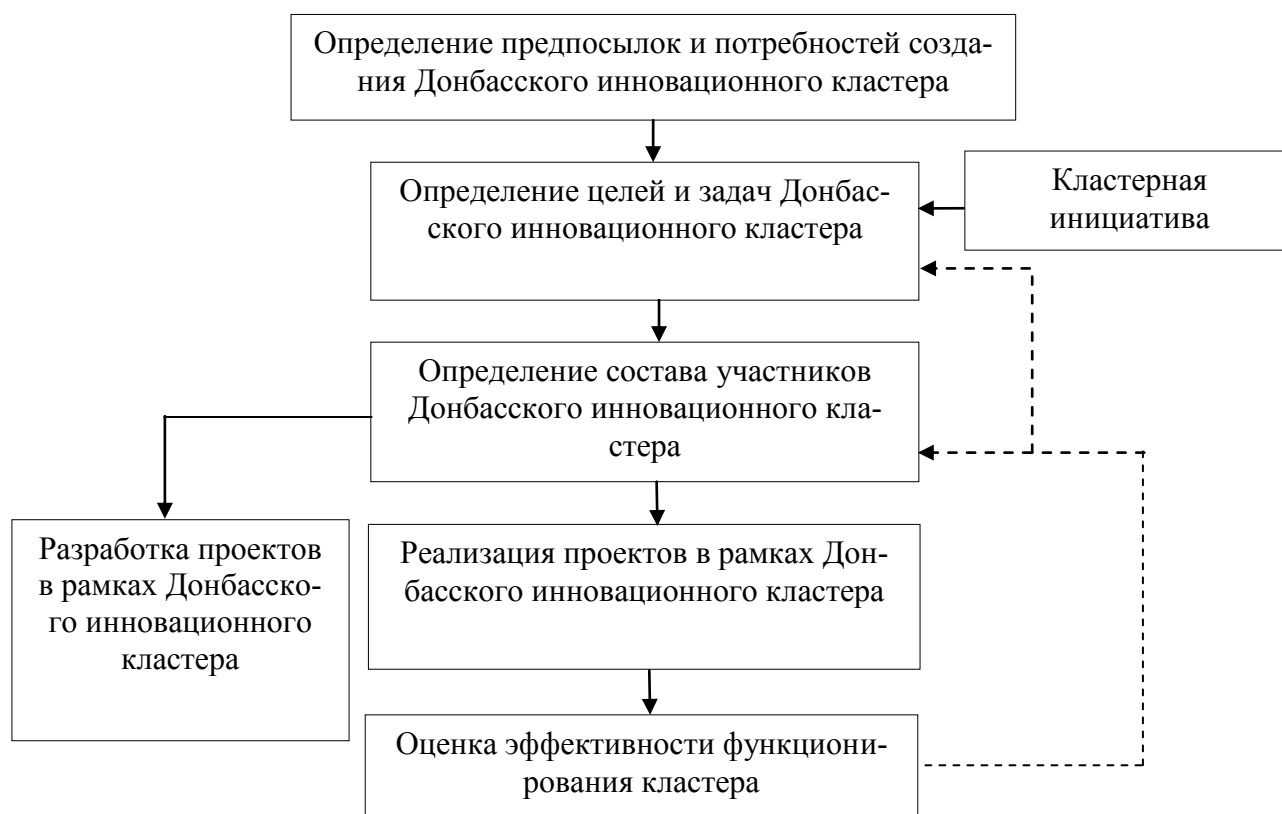 Определение предпосылок и потребностей созда-
ния Донбасского инновационного кластера
Определение целей и задач Донбас-
ского инновационного кластера
Кластерная
инициатива
Определение состава участников
Донбасского инновационного кла-
стера
Разработка проектов
в рамках Донбасско-
го инновационного
кластера
Реализация проектов в рамках Дон-
басского инновационного кластера
Оценка эффективности функциони-
рования кластера